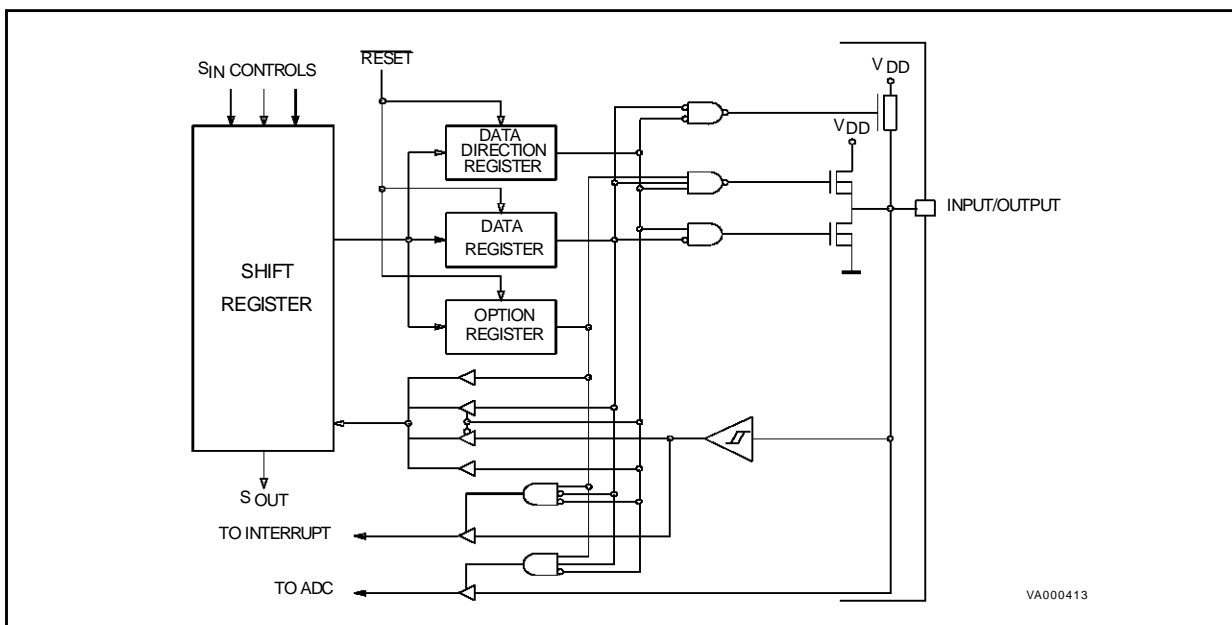 RESET
SIN CONTROLS
VDD
VDD
DATA
DIRECTION
REGISTER
DATA
REGISTER
INPUT/OUTPUT
SHIFT
REGISTER
OPTION
REGISTER
SOUT
TO INTERRUPT
TO ADC
VA000413